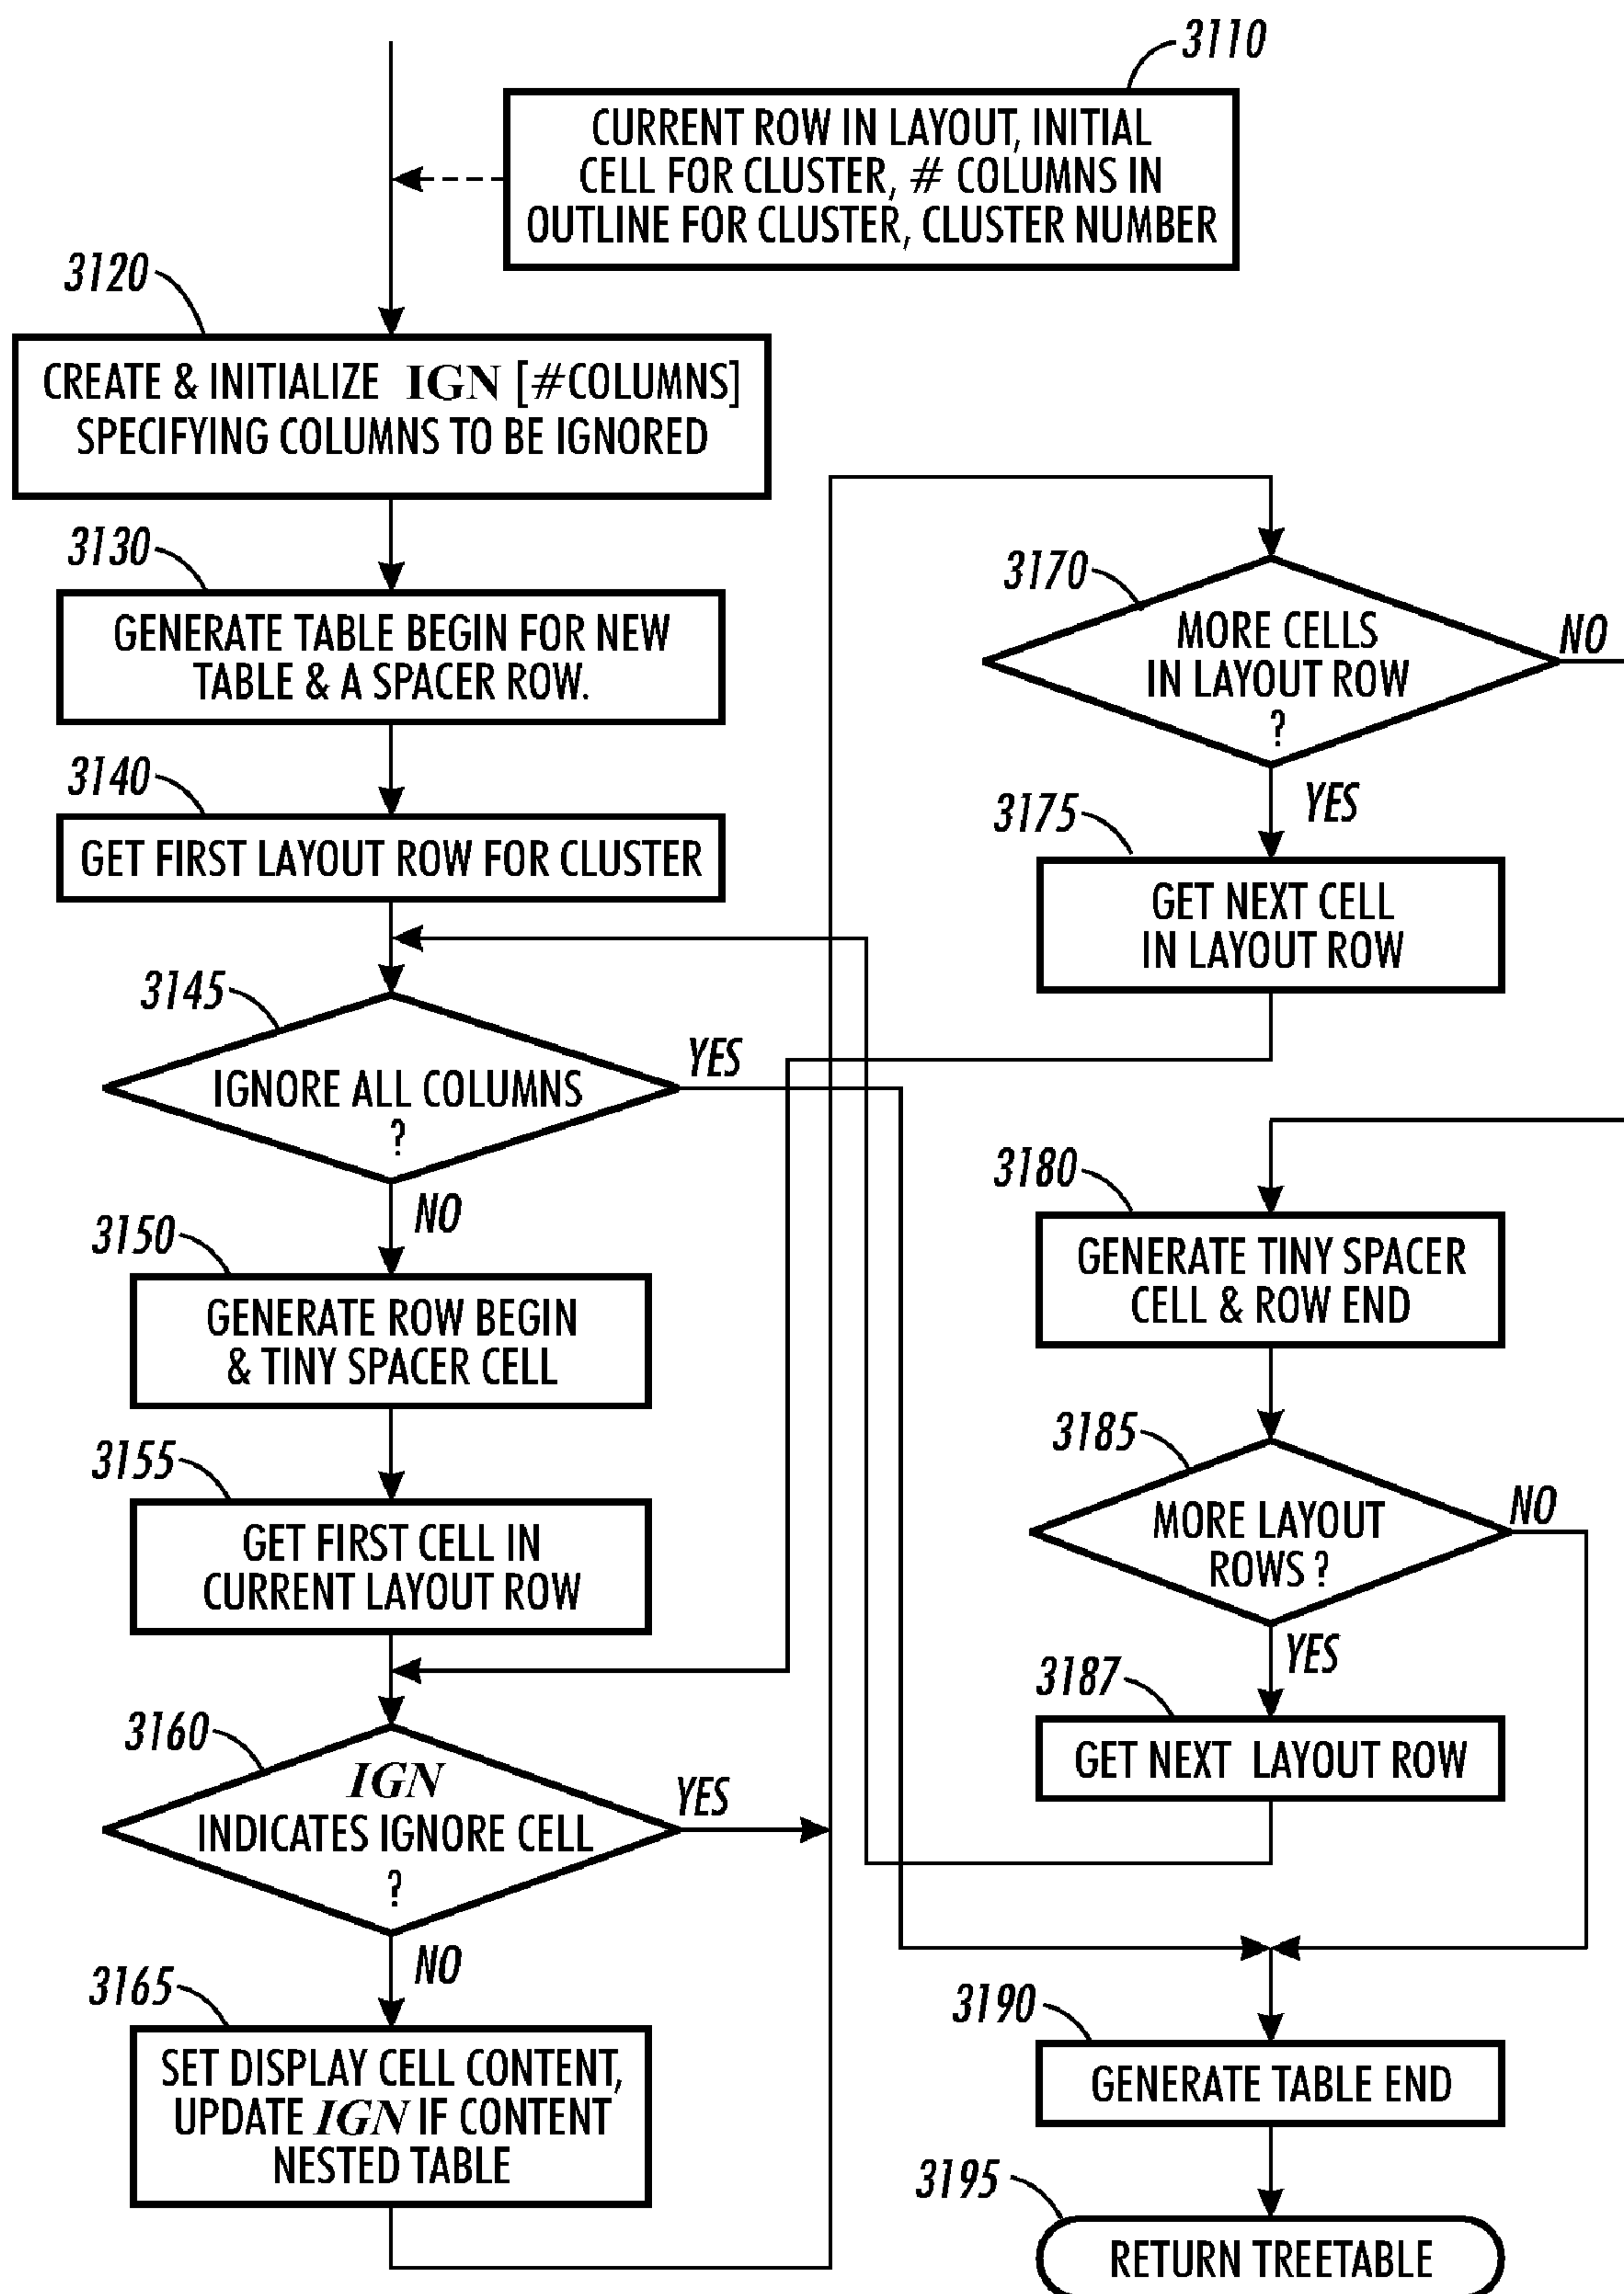 3110
CURRENT ROW IN LAYOUT, INITIAL
CELL FOR CLUSTER, # COLUMNS IN
OUTLINE FOR CLUSTER, CLUSTER NUMBER
3120
CREATE & INITIALIZE IGN [#COLUMNS]
SPECIFYING COLUMNS TO BE IGNORED
3130
GENERATE TABLE BEGIN FOR NEW
TABLE & A SPACER ROW.
3140
GET FIRST LAYOUT ROW FOR CLUSTER
3145
IGNORE ALL COLUMNS
?
YES
NO
3150
GENERATE ROW BEGIN
& TINY SPACER CELL
3155
GET FIRST CELL IN
CURRENT LAYOUT ROW
3160
IGN
INDICATES IGNORE CELL
?
YES
NO
3165
SET DISPLAY CELL CONTENT,
UPDATE IGN IF CONTENT
NESTED TABLE
3170
MORE CELLS
IN LAYOUT ROW
?
NO
YES
3175
GET NEXT CELL
IN LAYOUT ROW
3180
GENERATE TINY SPACER
CELL & ROW END
3185
MORE LAYOUT
ROWS ?
NO
YES
3187
GET NEXT LAYOUT ROW
3190
GENERATE TABLE END
3195
RETURN TREETABLE